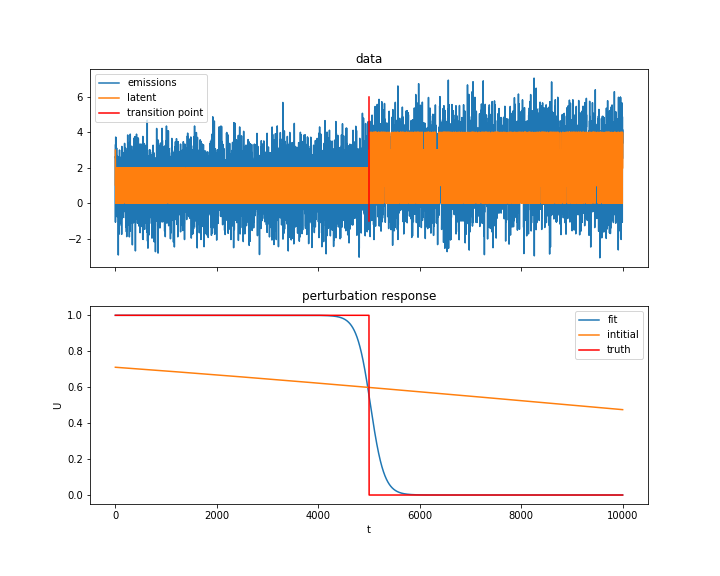 data
emissions
latent
transition point
6
4
2
0
−2
perturbation response
fit
intitial
truth
1.0
0.8
0.6
0.4
0.2
0.0
U
0 2000 4000 6000 8000 10000
t